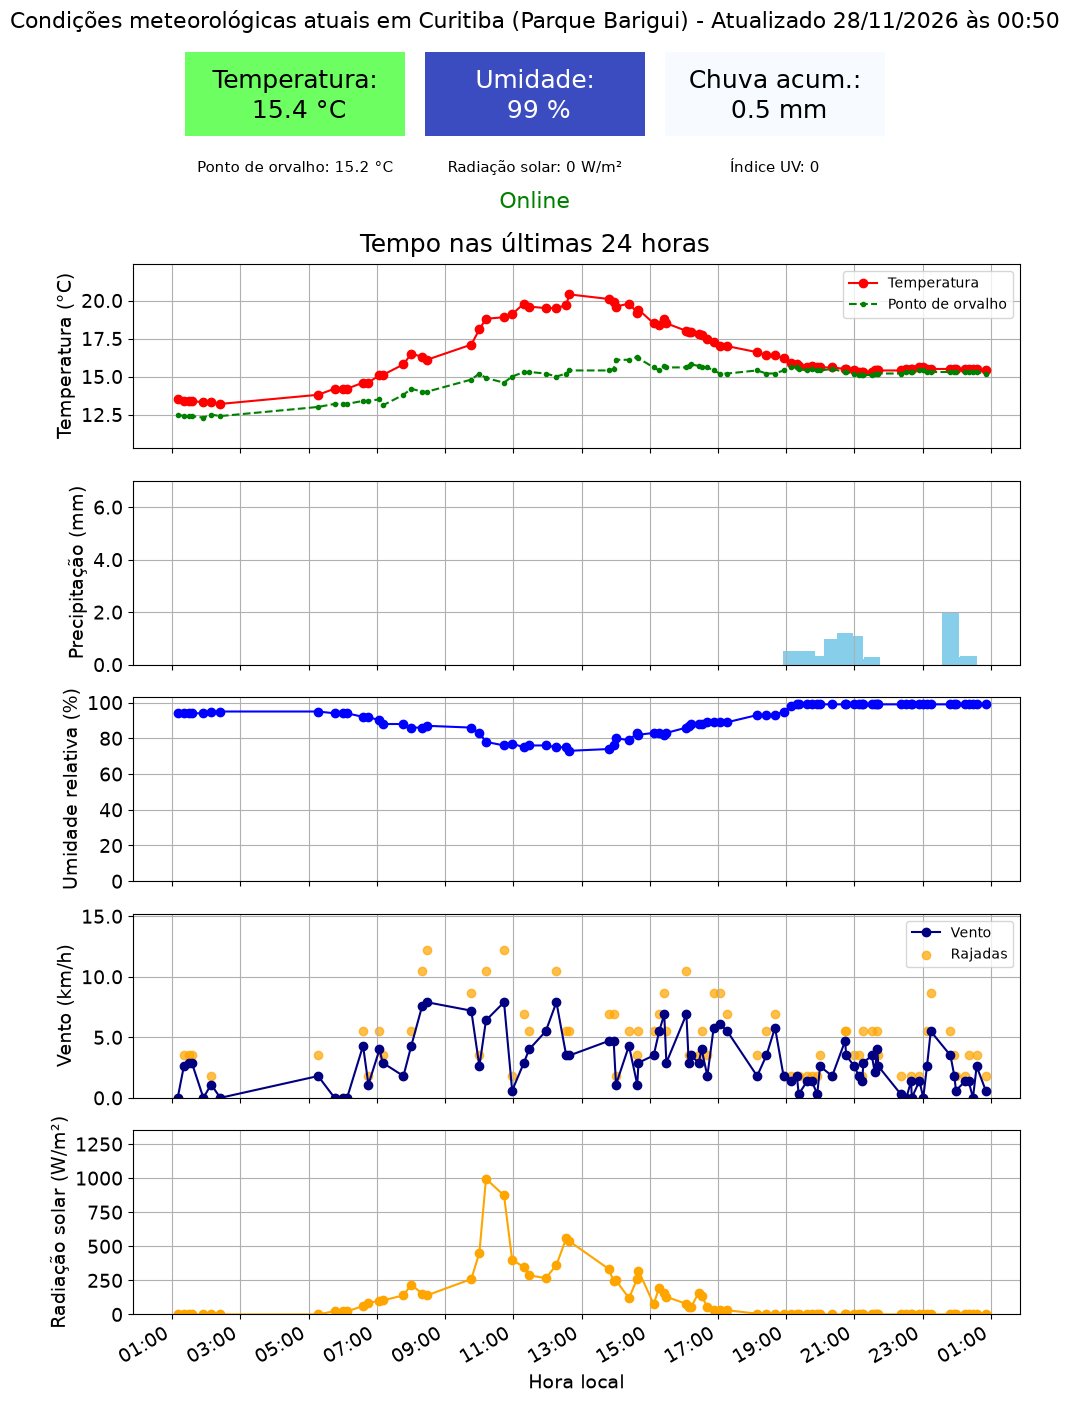 Condições meteorológicas atuais em Curitiba (Parque Barigui) - Atualizado 28/11/2026 às 00:50
Temperatura:
15.4 °C
Umidade:
99 %
Chuva acum.:
0.5 mm
Ponto de orvalho: 15.2 °C
Radiação solar: 0 W/m²
Índice UV: 0
Online
Tempo nas últimas 24 horas
Temperatura (°C)
20.0
17.5
15.0
12.5
Temperatura
Ponto de orvalho
Precipitação (mm)
6.0
4.0
2.0
0.0
Umidade relativa (%)
100
80
60
40
20
0
Vento (km/h)
15.0
10.0
5.0
0.0
Vento
Rajadas
Radiação solar (W/m²)
1250
1000
750
500
250
0
01:00
03:00
05:00
07:00
09:00
11:00
13:00
15:00
17:00
19:00
21:00
23:00
01:00
Hora local